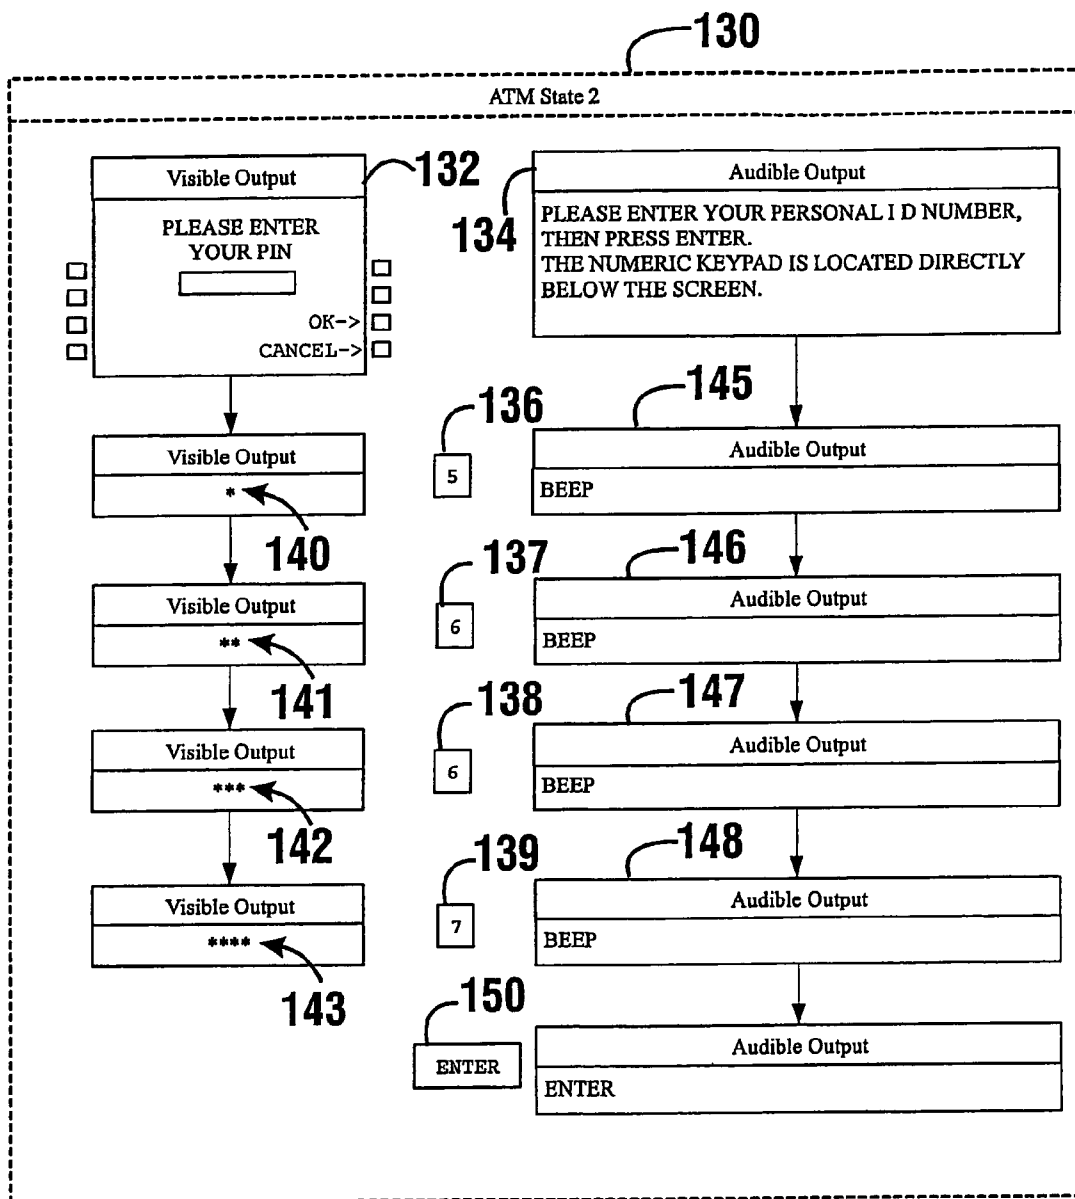 130
ATM State 2
Visible Output
132
PLEASE ENTER
YOUR PIN
OK->
CANCEL->
Audible Output
134
PLEASE ENTER YOUR PERSONAL I D NUMBER,
THEN PRESS ENTER.
THE NUMERIC KEYPAD IS LOCATED DIRECTLY
BELOW THE SCREEN.
Visible Output
*
140
136
5
145
Audible Output
BEEP
Visible Output
**
141
137
6
146
Audible Output
BEEP
Visible Output
***
142
138
6
147
Audible Output
BEEP
Visible Output
****
143
139
7
148
Audible Output
BEEP
150
ENTER
Audible Output
ENTER